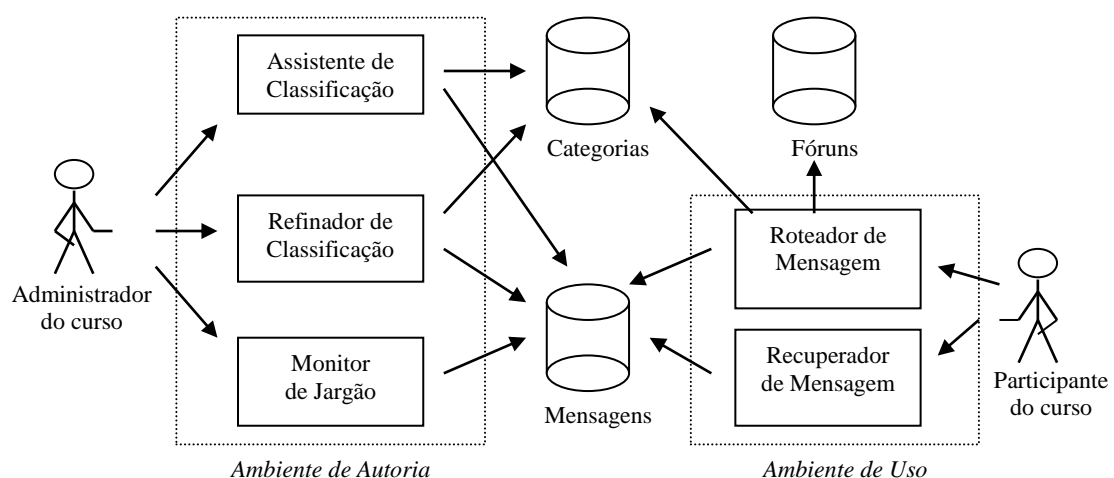 Assistente de
Classificação
Categorias
Fóruns
Refinador de
Classificação
Roteador de
Mensagem
Administrador
do curso
Monitor
de Jargão
Mensagens
Recuperador
de Mensagem
Participante
do curso
Ambiente de Autoria
Ambiente de Uso